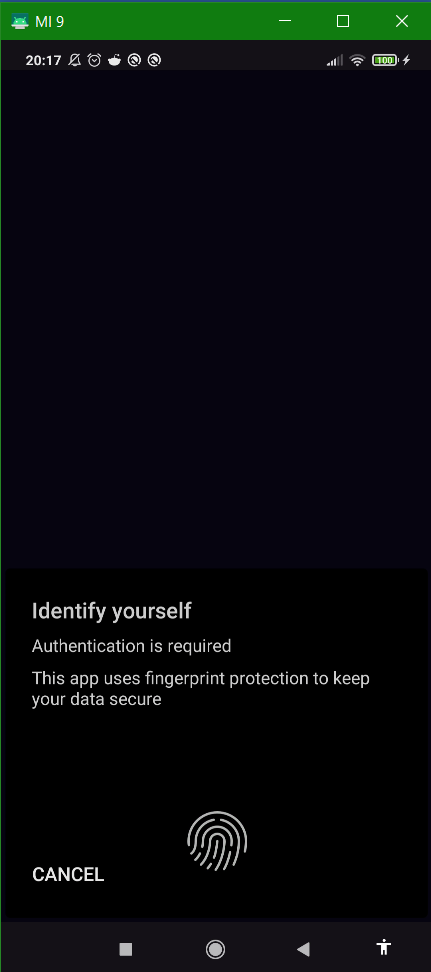 MI 9
20:17
100
Identify yourself
Authentication is required
This app uses fingerprint protection to keep
your data secure
CANCEL